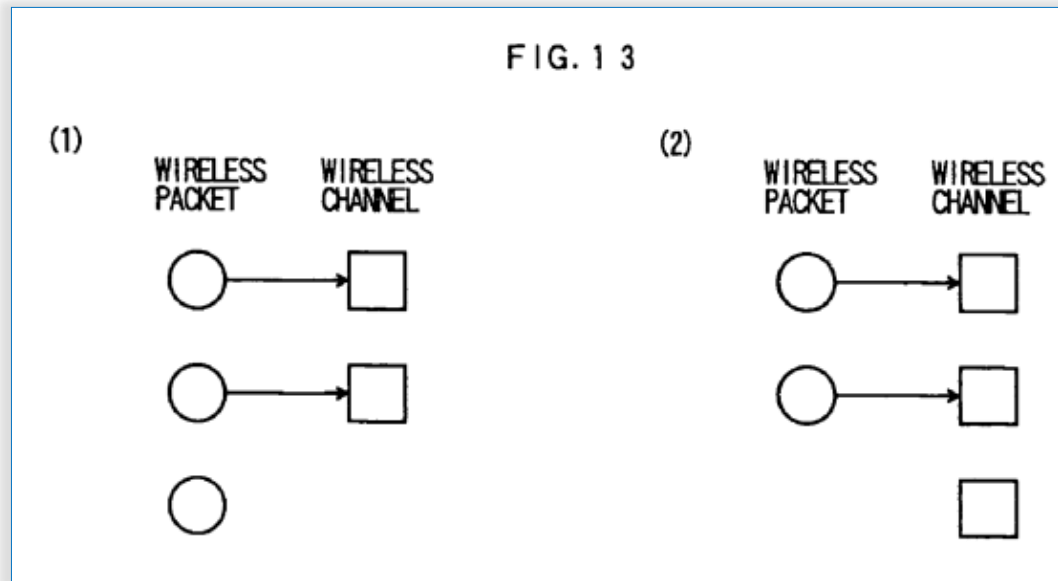 FIG. 13
(1)
WIRELESS PACKET
WIRELESS CHANNEL
(2)
WIRELESS PACKET
WIRELESS CHANNEL